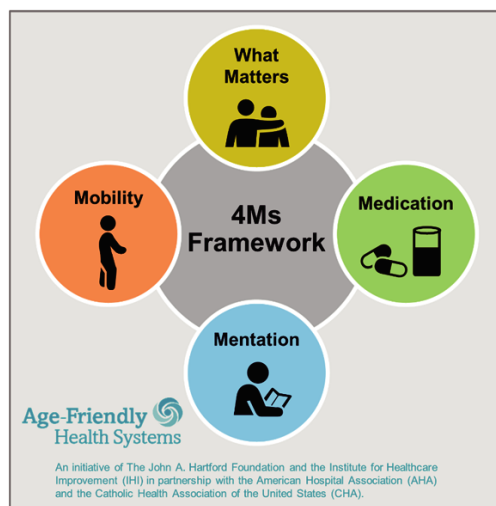 What
Matters
Mobility
4Ms
Framework
Medication
Mentation
Age-Friendly
Health Systems
An initiative of The John A. Hartford Foundation and the Institute for Healthcare
Improvement (IHI) in partnership with the American Hospital Association (AHA)
and the Catholic Health Association of the United States (CHA).